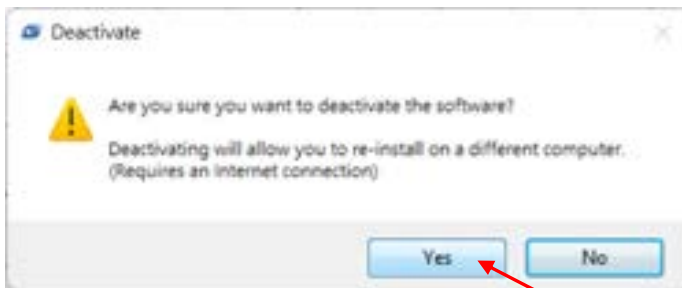 Deactivate
Are you sure you want to deactivate the software?
Deactivating will allow you to re-install on a different computer.
(Requires an Internet connection)
Yes
No